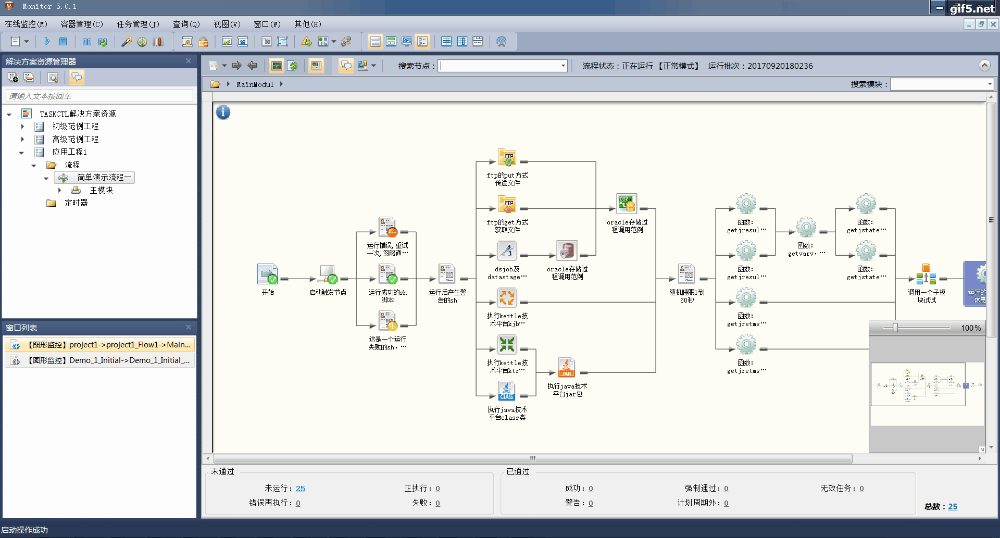 Monitor 5.0.1
gif5.net
在线监控(M) 容器管理(C) 任务管理(J) 查询(Q) 视图(V) 窗口(W) 其他(H)
解决方案资源管理器
请输入文本按回车
TASKCTL解决方案资源
初级范例工程
高级范例工程
应用工程1
流程
简单演示流程一
主模块
定时器
窗口列表
【图形监控】project1->project1_Flow1->Main...
【图形监控】Demo_1_Initial->Demo_1_Initial_...
搜索节点：
流程状态：正在运行 【正常模式】 运行批次：20170920180236
MainModul
搜索模块：
开始
启动触发节点
运行错误,重试
一次,忽略通…
运行成功的sh
脚本
这是一个运行
失败的sh，…
运行后产生警
告的sh
FTP
ftp的put方式
传送文件
FTP
ftp的get方式
获取文件
dsjob及
datastage…
oracle存储过
程调用范例
oracle存储过
程调用范例
执行kettle技
术平台kjb…
执行kettle技
术平台ktr…
CLASS
执行java技术
平台class类
JAR
执行java技术
平台jar包
随机睡眠1到
60秒
函数：
getjresul…
函数：
getjresul…
函数：
getjretms…
函数：
getjretms…
函数：
getvarv，…
函数：
getjstate…
函数：
getjstate…
调用一个子模
块试试
运行的
休息
100%
未通过
未运行：25 正执行：0
错误再执行：0 失败：0
已通过
成功：0 强制通过：0 无效任务：0
警告：0 计划周期外：0
总数：25
启动操作成功